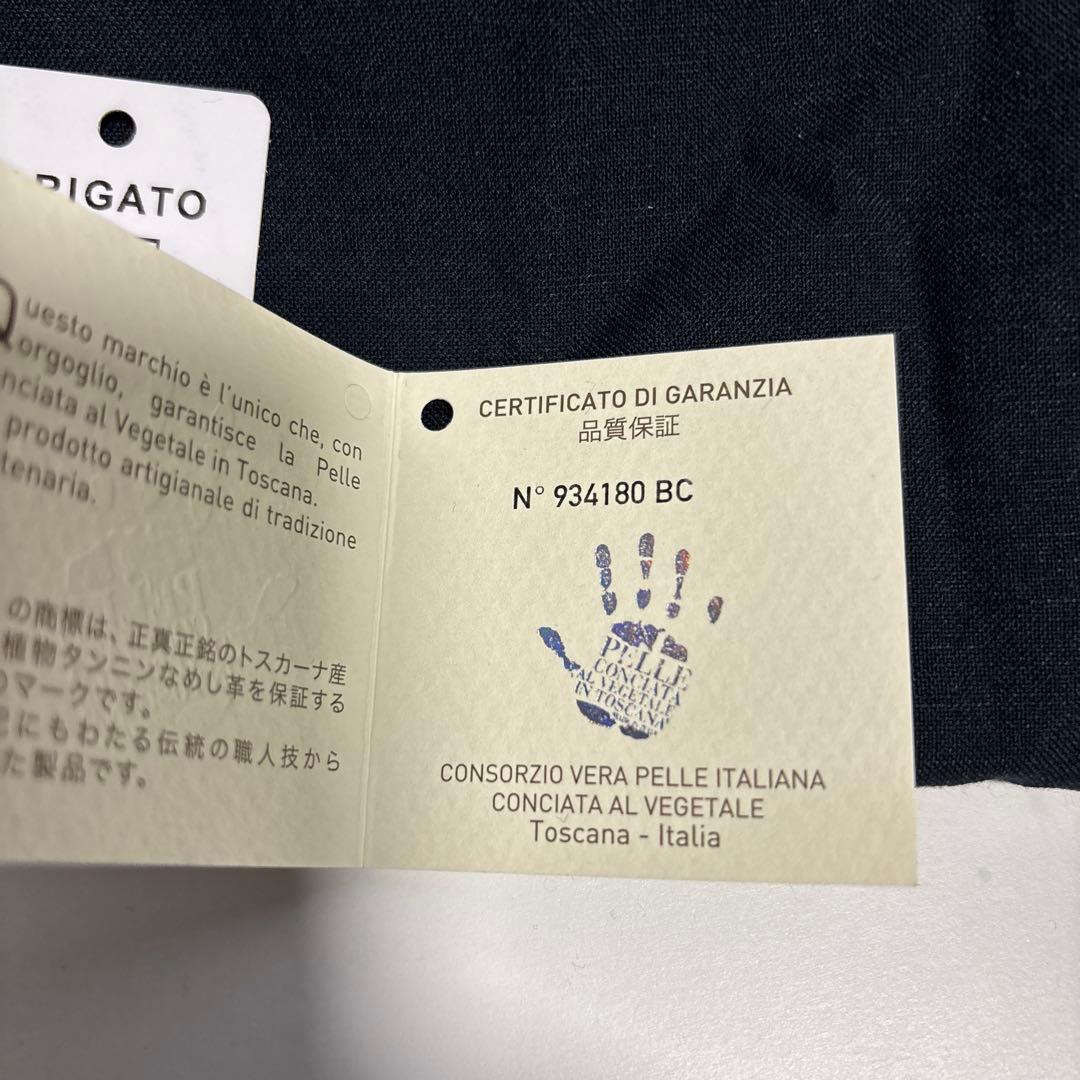 RIGATO
Questo marchio è l'unico che, con
orgoglio, garantisce la Pelle
nciata al Vegetale in Toscana.
prodotto artigianale di tradizione
tenaria.
の商標は、正真正銘のトスカーナ産
植物タンニンなめし革を保証する
のマークです。
にもわたる伝統の職人技から
た製品です。
CERTIFICATO DI GARANZIA
品質保証
N° 934180 BC
PELLE
CONCIATA
AL VEGETALE
IN TOSCANA
CONSORZIO VERA PELLE ITALIANA
CONCIATA AL VEGETALE
Toscana - Italia